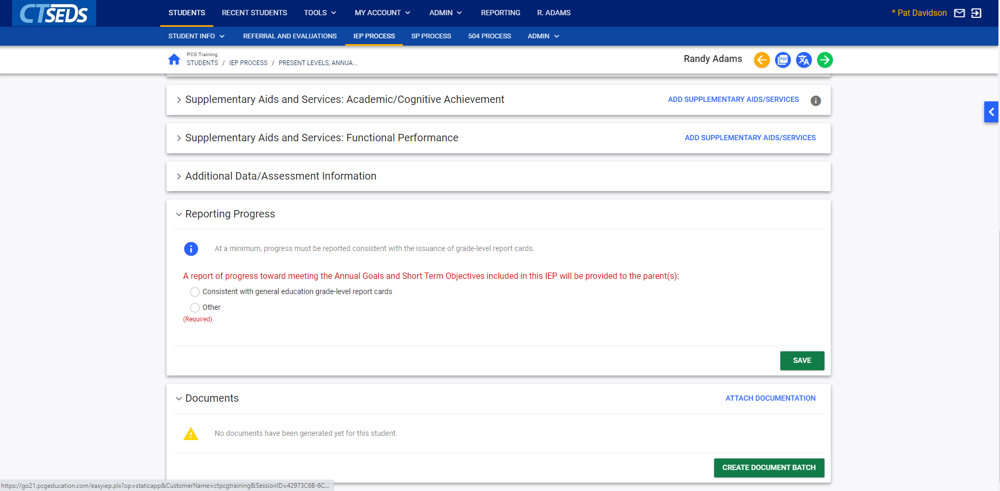 CTSEDS
STUDENTS RECENT STUDENTS TOOLS MY ACCOUNT ADMIN REPORTING R. ADAMS
* Pat Davidson
STUDENT INFO REFERRAL AND EVALUATIONS IEP PROCESS SP PROCESS 504 PROCESS ADMIN
PCG Training
STUDENTS / IEP PROCESS / PRESENT LEVELS, ANNUA...
Randy Adams
PDF
Supplementary Aids and Services: Academic/Cognitive Achievement
ADD SUPPLEMENTARY AIDS/SERVICES
Supplementary Aids and Services: Functional Performance
ADD SUPPLEMENTARY AIDS/SERVICES
Additional Data/Assessment Information
Reporting Progress
At a minimum, progress must be reported consistent with the issuance of grade-level report cards.
A report of progress toward meeting the Annual Goals and Short Term Objectives included in this IEP will be provided to the parent(s):
Consistent with general education grade-level report cards
Other
(Required)
SAVE
Documents
ATTACH DOCUMENTATION
No documents have been generated yet for this student.
CREATE DOCUMENT BATCH
https://go21.pcgeducation.com/easyiep.plx?op=staticapp&CustomerName=ctpcgtraining&SessionID=42973C6B-6C...